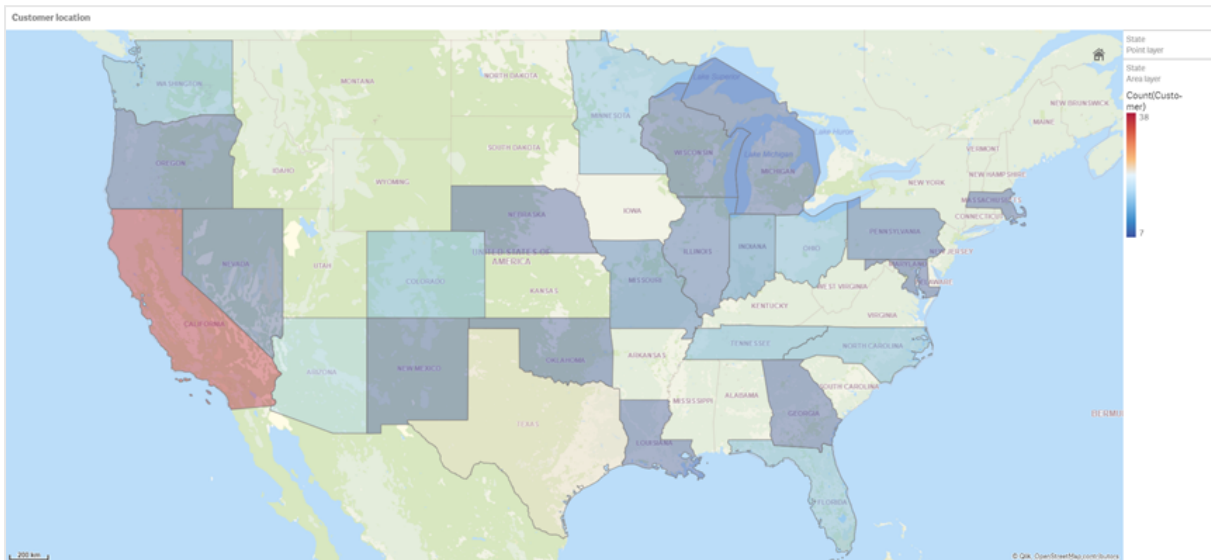 Customer location
State
Point layer
State
Area layer
Count(Custo-
mer)
38
7
WASHINGTON
MONTANA
NORTH DAKOTA
MINNESOTA
Lake Superior
NEW BRUNSWICK
MAINE
OREGON
IDAHO
SOUTH DAKOTA
WISCONSIN
Lake Michigan
MICHIGAN
Lake Huron
VERMONT
NEW HAMPSHIRE
WYOMING
NEW YORK
MASSACHUSETTS
CONNECTICUT
NEBRASKA
IOWA
NEVADA
UTAH
COLORADO
UNITED STATES OF
AMERICA
KANSAS
MISSOURI
ILLINOIS
INDIANA
OHIO
PENNSYLVANIA
NEW JERSEY
MARYLAND
DELAWARE
WEST VIRGINIA
VIRGINIA
KENTUCKY
CALIFORNIA
ARIZONA
NEW MEXICO
OKLAHOMA
ARKANSAS
TENNESSEE
NORTH CAROLINA
SOUTH CAROLINA
TEXAS
LOUISIANA
MISSISSIPPI
ALABAMA
GEORGIA
FLORIDA
200 km
© Qlik, OpenStreetMap contributors